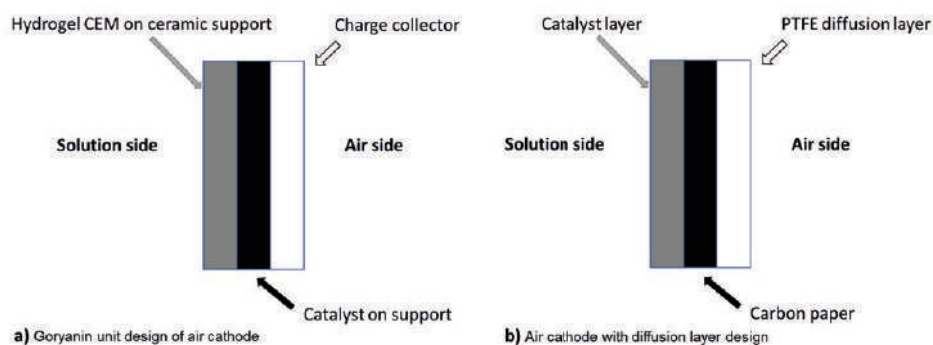 Hydrogel CEM on ceramic support
Charge collector
Solution side
Air side
Catalyst on support
a) Goryanin unit design of air cathode
Catalyst layer
PTFE diffusion layer
Solution side
Air side
Carbon paper
b) Air cathode with diffusion layer design